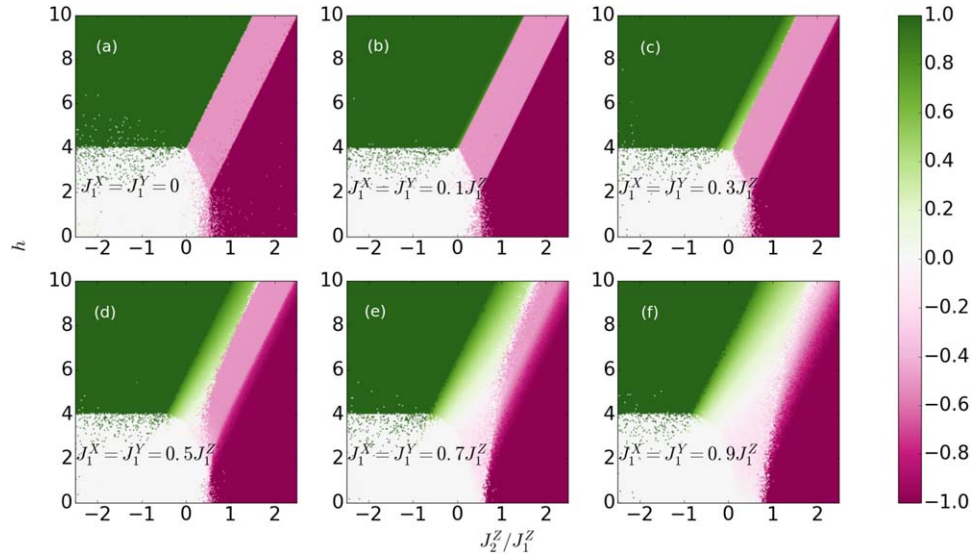 10
8
6
4
2
0
(a)
J_1^X = J_1^Y = 0
−2 −1 0 1 2
10
8
6
4
2
0
(b)
J_1^X = J_1^Y = 0.1J_1^Z
−2 −1 0 1 2
10
8
6
4
2
0
(c)
J_1^X = J_1^Y = 0.3J_1^Z
−2 −1 0 1 2
h
10
8
6
4
2
0
(d)
J_1^X = J_1^Y = 0.5J_1^Z
−2 −1 0 1 2
10
8
6
4
2
0
(e)
J_1^X = J_1^Y = 0.7J_1^Z
−2 −1 0 1 2
10
8
6
4
2
0
(f)
J_1^X = J_1^Y = 0.9J_1^Z
−2 −1 0 1 2
J_2^Z/J_1^Z
1.0
0.8
0.6
0.4
0.2
0.0
−0.2
−0.4
−0.6
−0.8
−1.0